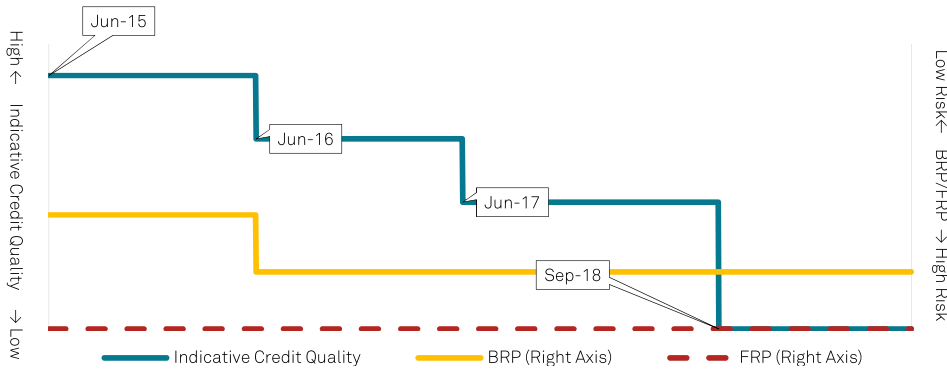 Jun-15
High ← Indicative Credit Quality → Low
Jun-16
Jun-17
Sep-18
Low Risk← BRP/FRP → High Risk
Indicative Credit Quality
BRP (Right Axis)
FRP (Right Axis)